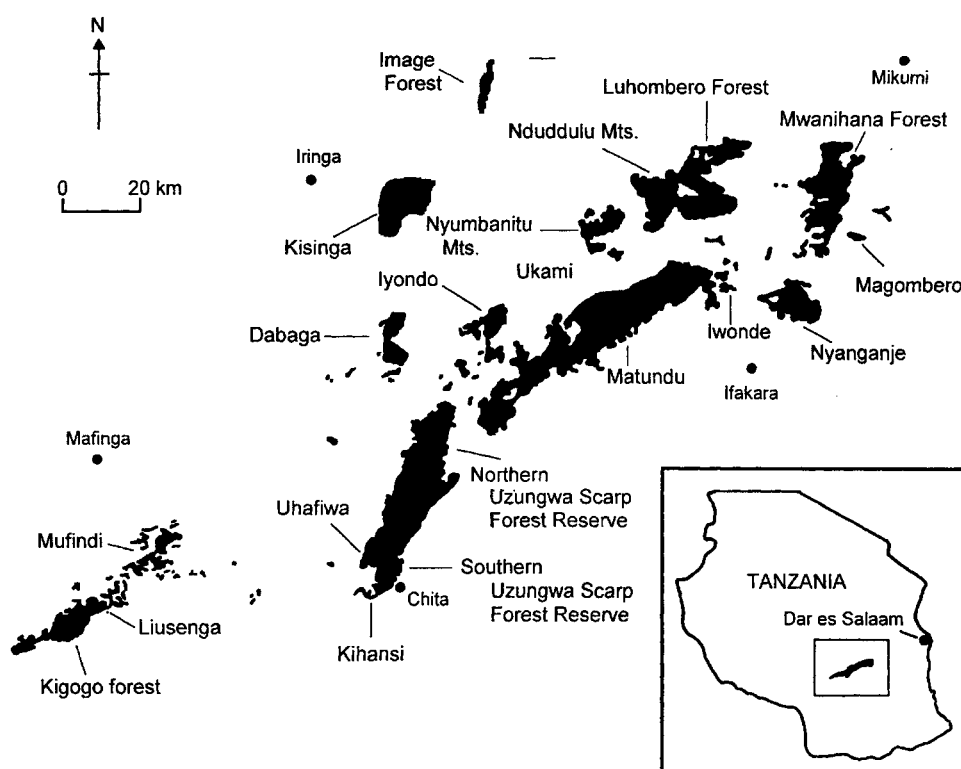 N
Image
Forest
Mikumi
Luhombero Forest
Mwanihana Forest
Nduddulu Mts.
Iringa
0 20 km
Kisinga
Nyumbanitu
Mts.
Ukami
Magombero
Iyondo
Iwonde
Dabaga
Nyanganje
Matundu
Ifakara
Mafinga
Northern
Uzungwa Scarp
Forest Reserve
Uhafiwa
Mufindi
Southern
Uzungwa Scarp
Forest Reserve
Chita
Liusenga
Kihansi
Kigogo forest
TANZANIA
Dar es Salaam